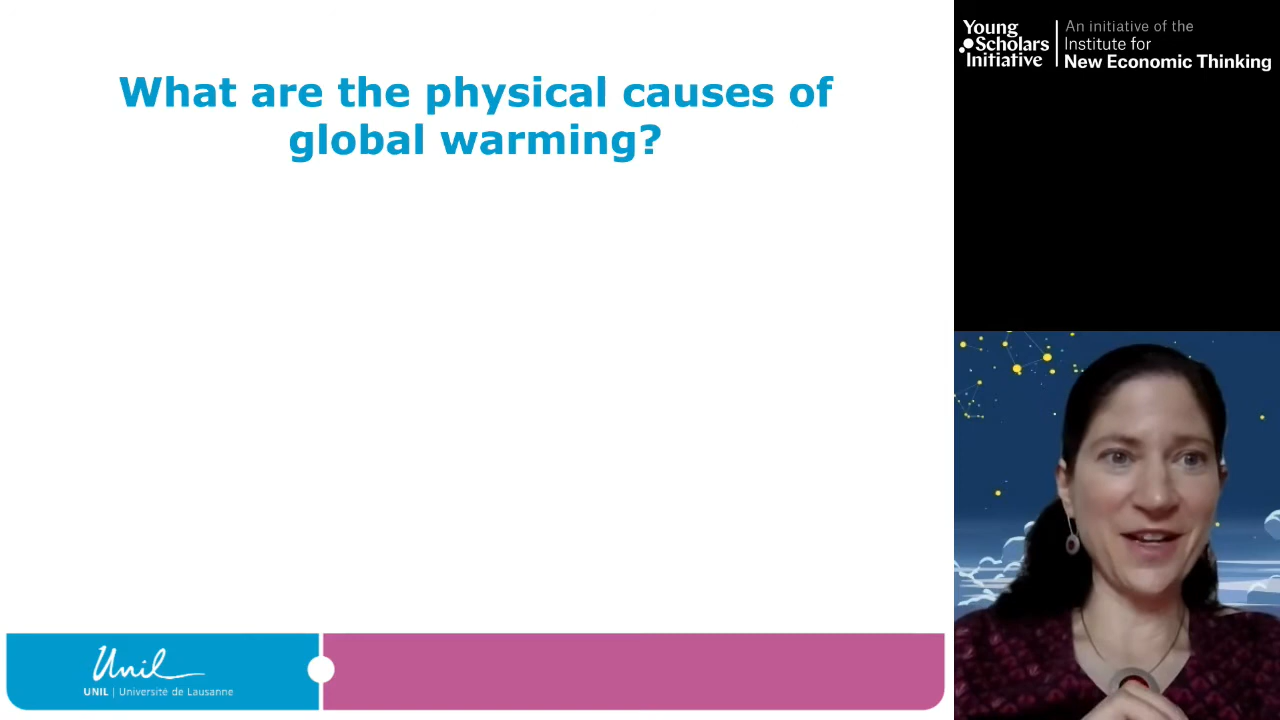 What are the physical causes of
global warming?
Young
Scholars
Initiative
An initiative of the
Institute for
New Economic Thinking
Unil
UNIL | Université de Lausanne